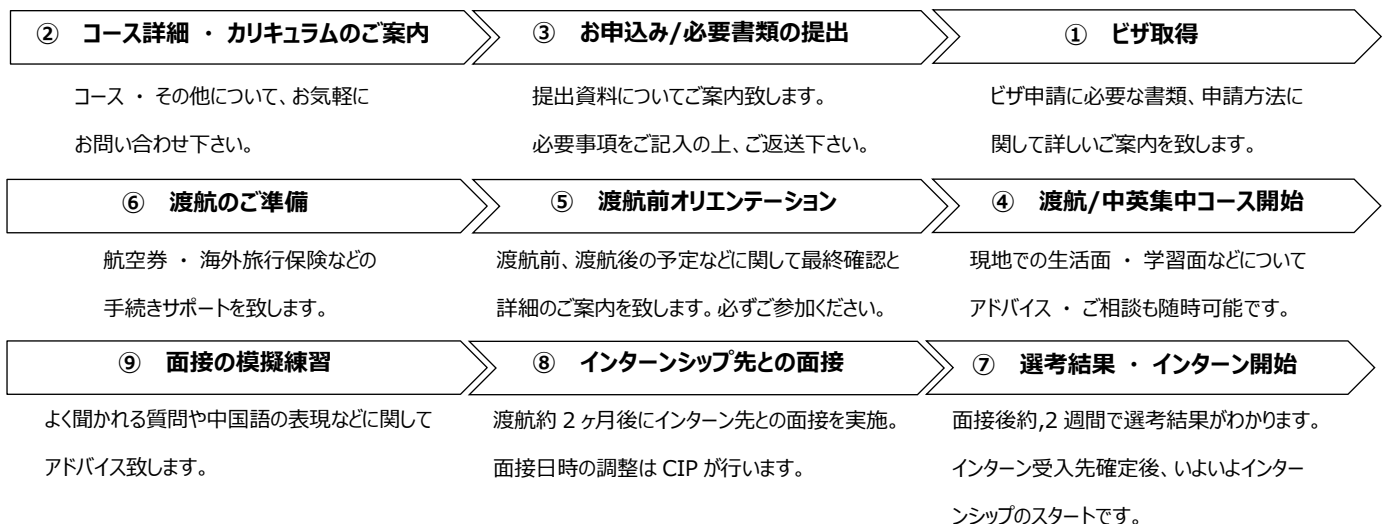 ② コース詳細 ・ カリキュラムのご案内
コース ・ その他について、お気軽に
お問い合わせ下さい。
③ お申込み/必要書類の提出
提出資料についてご案内致します。
必要事項をご記入の上、ご返送下さい。
① ビザ取得
ビザ申請に必要な書類、申請方法に
関して詳しいご案内を致します。
⑥ 渡航のご準備
航空券 ・ 海外旅行保険などの
手続きサポートを致します。
⑤ 渡航前オリエンテーション
渡航前、渡航後の予定などに関して最終確認と
詳細のご案内を致します。必ずご参加ください。
④ 渡航/中英集中コース開始
現地での生活面 ・ 学習面などについて
アドバイス ・ ご相談も随時可能です。
⑨ 面接の模擬練習
よく聞かれる質問や中国語の表現などに関して
アドバイス致します。
⑧ インターンシップ先との面接
渡航約 2 ヶ月後にインターン先との面接を実施。
面接日時の調整は CIP が行います。
⑦ 選考結果 ・ インターン開始
面接後約,2 週間で選考結果がわかります。
インターン受入先確定後、いよいよインター
ンシップのスタートです。